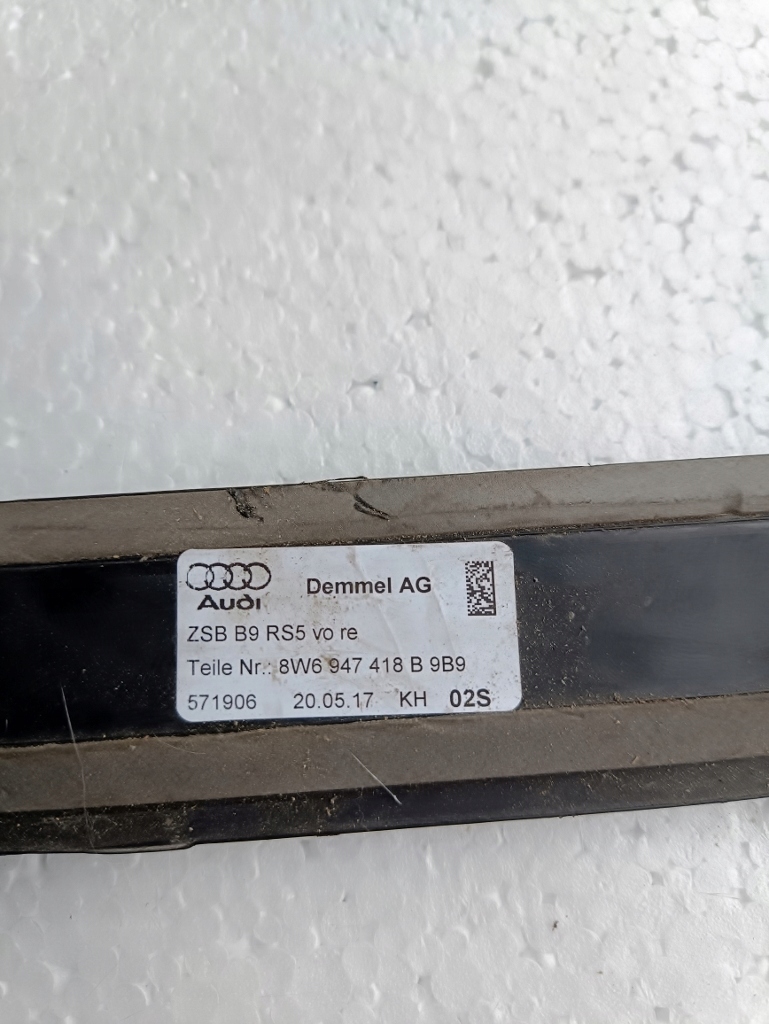 Audi Demmel AG
ZSB B9 RS5 vo re
Teile Nr.: 8W6 947 418 B 9B9
571906 20.05.17 KH 02S